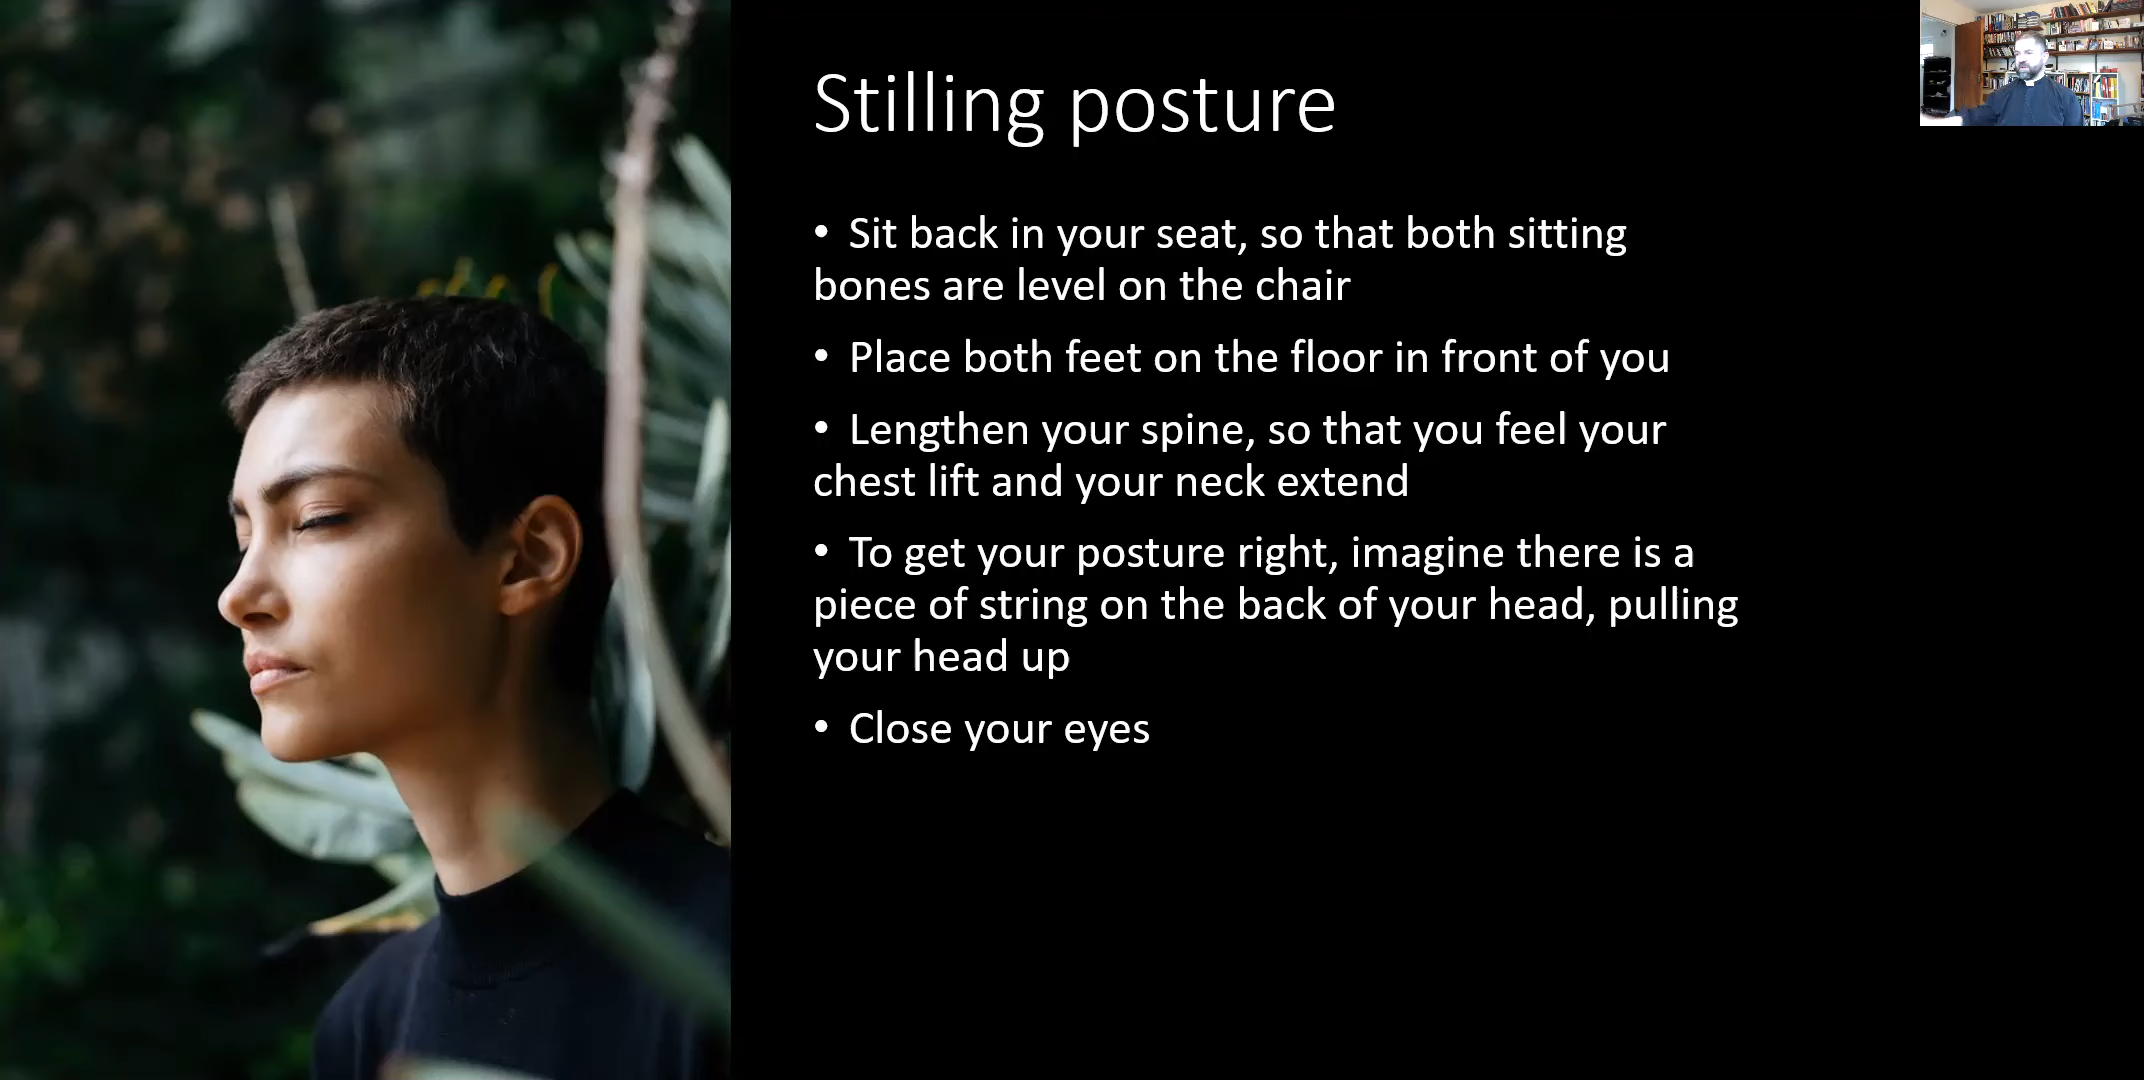 Stilling posture
• Sit back in your seat, so that both sitting
bones are level on the chair
• Place both feet on the floor in front of you
• Lengthen your spine, so that you feel your
chest lift and your neck extend
• To get your posture right, imagine there is a
piece of string on the back of your head, pulling
your head up
• Close your eyes